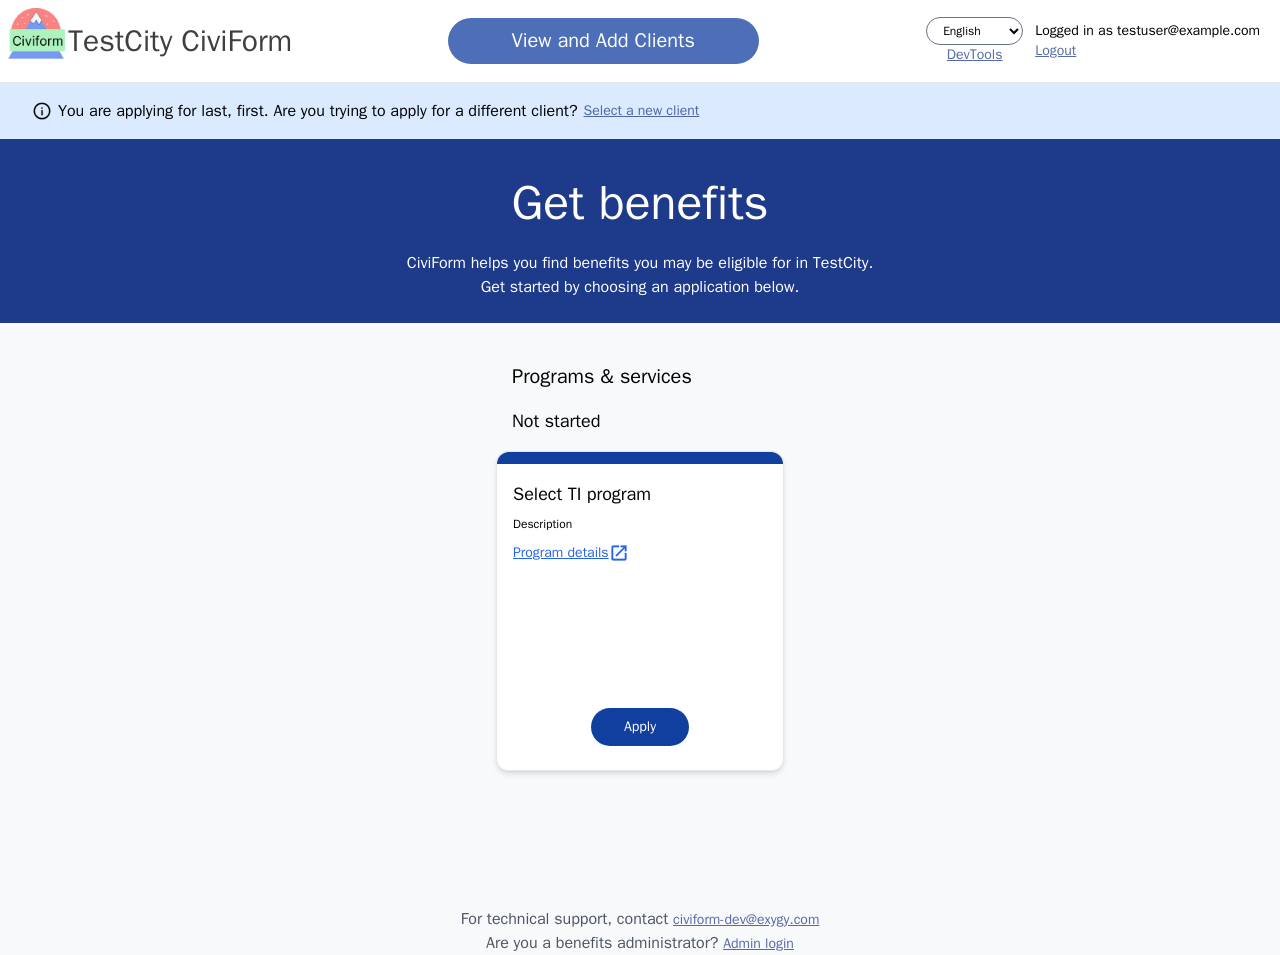 Civiform
TestCity CiviForm
View and Add Clients
English
DevTools
Logged in as testuser@example.com
Logout
You are applying for last, first. Are you trying to apply for a different client? Select a new client
Get benefits
CiviForm helps you find benefits you may be eligible for in TestCity.
Get started by choosing an application below.
Programs & services
Not started
Select TI program
Description
Program details
Apply
For technical support, contact civiform-dev@exygy.com
Are you a benefits administrator? Admin login